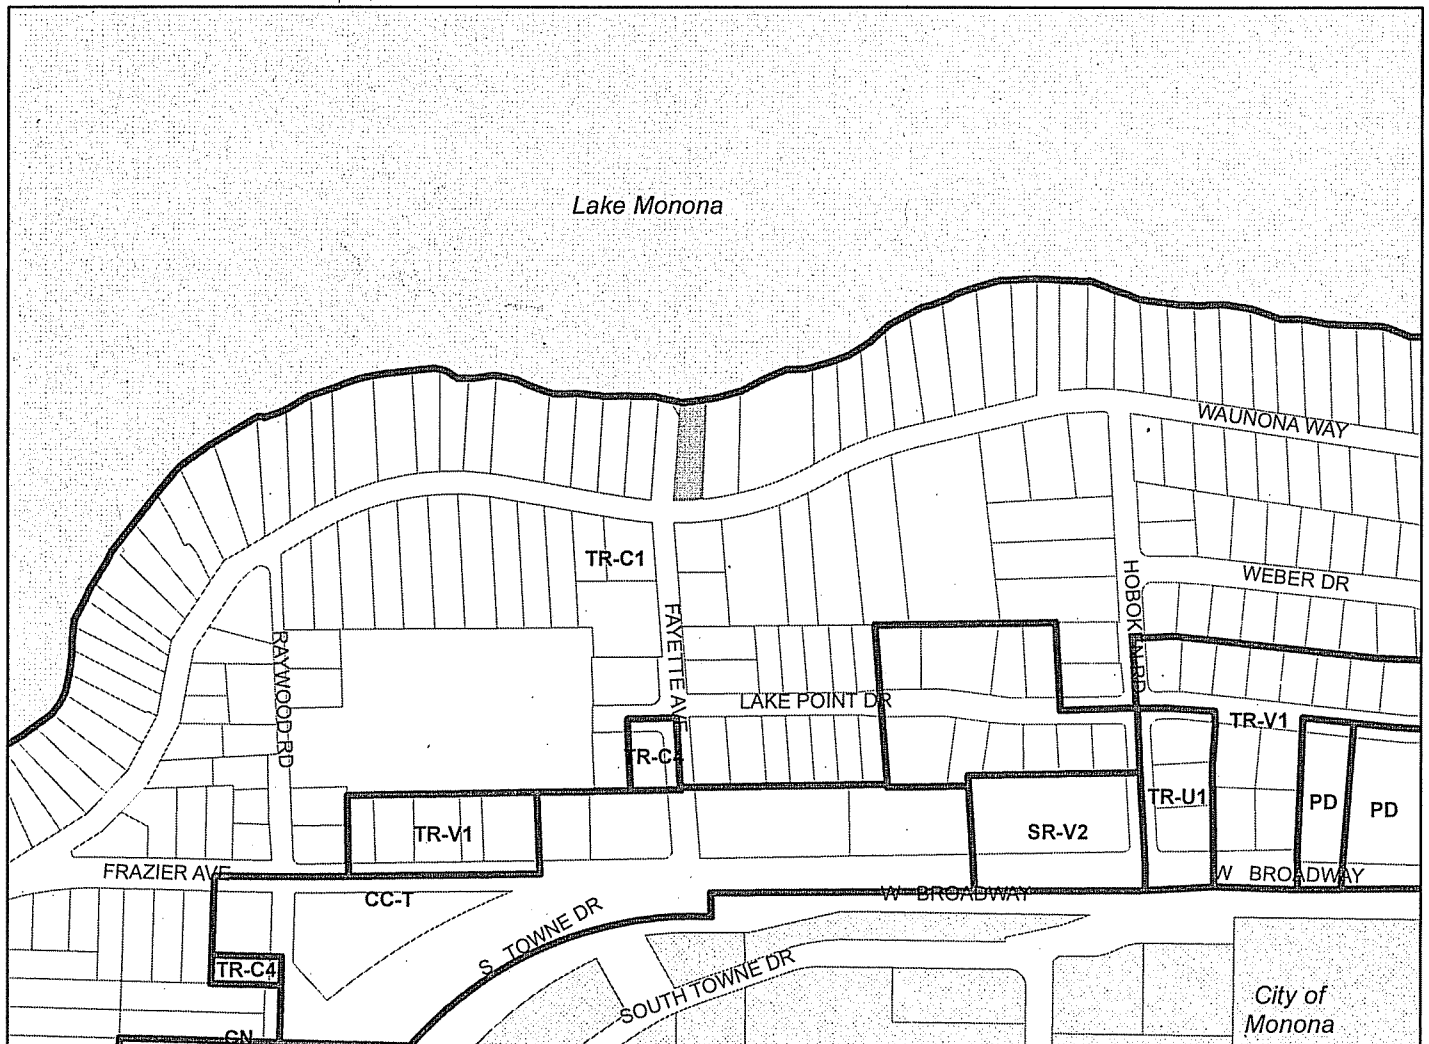 Lake Monona
WAUNONA WAY
TR-C1
HOBOKEN RD
WEBER DR
FAYETTE AVE
RAYWOOD RD
LAKE POINT DR
TR-V1
TR-C4
TR-U1
PD
PD
TR-V1
SR-V2
FRAZIER AVE
W BROADWAY
CC-T
W BROADWAY
S TOWNE DR
TR-C4
SOUTH TOWNE DR
City of
Monona
CN